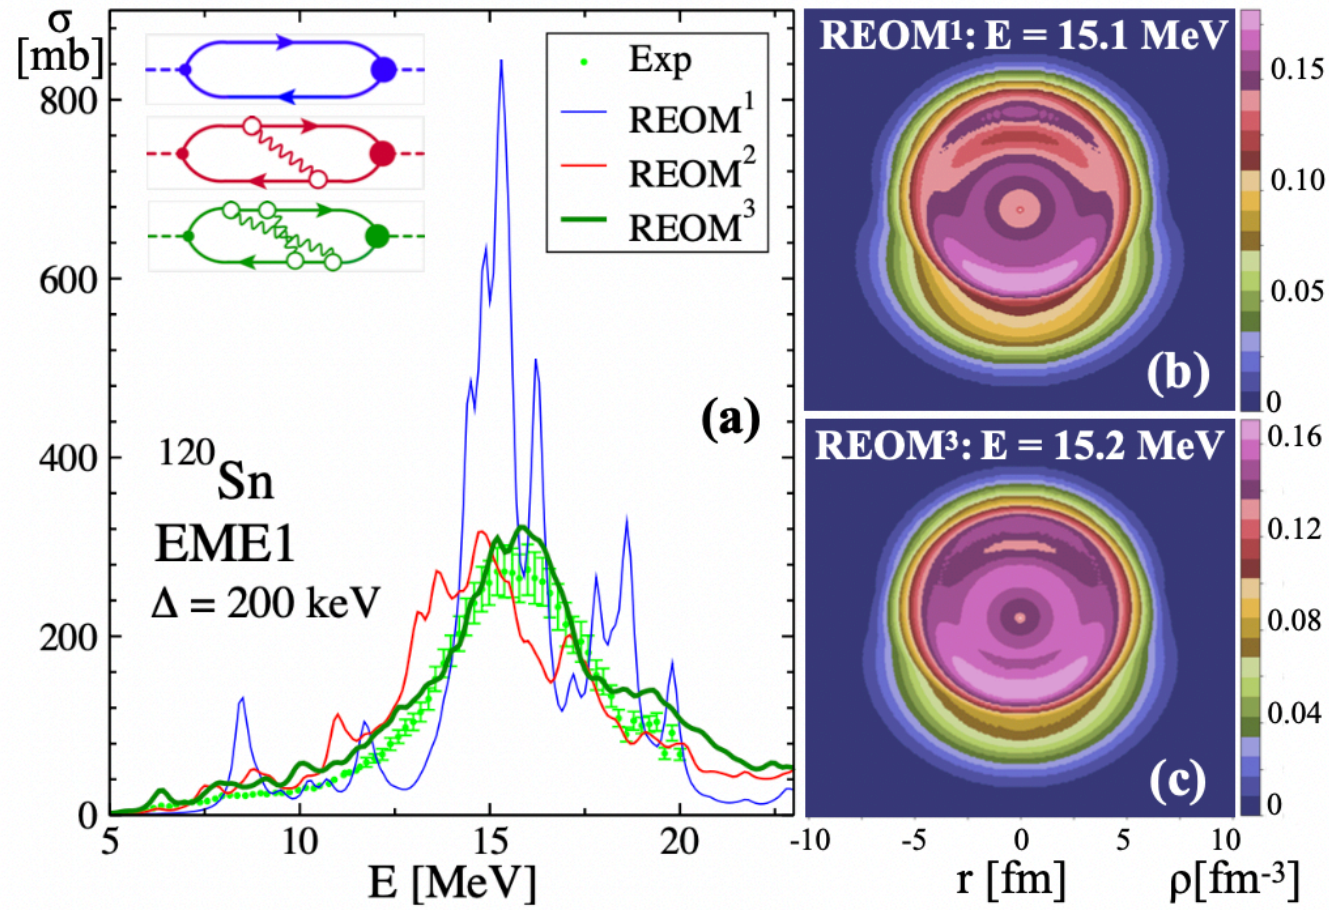 σ
[mb]
800
600
400
200
0
5
10
15
20
E [MeV]
Exp
REOM¹
REOM²
REOM³
(a)
¹²⁰Sn
EME1
Δ = 200 keV
REOM¹: E = 15.1 MeV
(b)
0.15
0.10
0.05
0
REOM³: E = 15.2 MeV
(c)
0.16
0.12
0.08
0.04
0
-10
-5
0
5
10
r [fm]
ρ[fm⁻³]